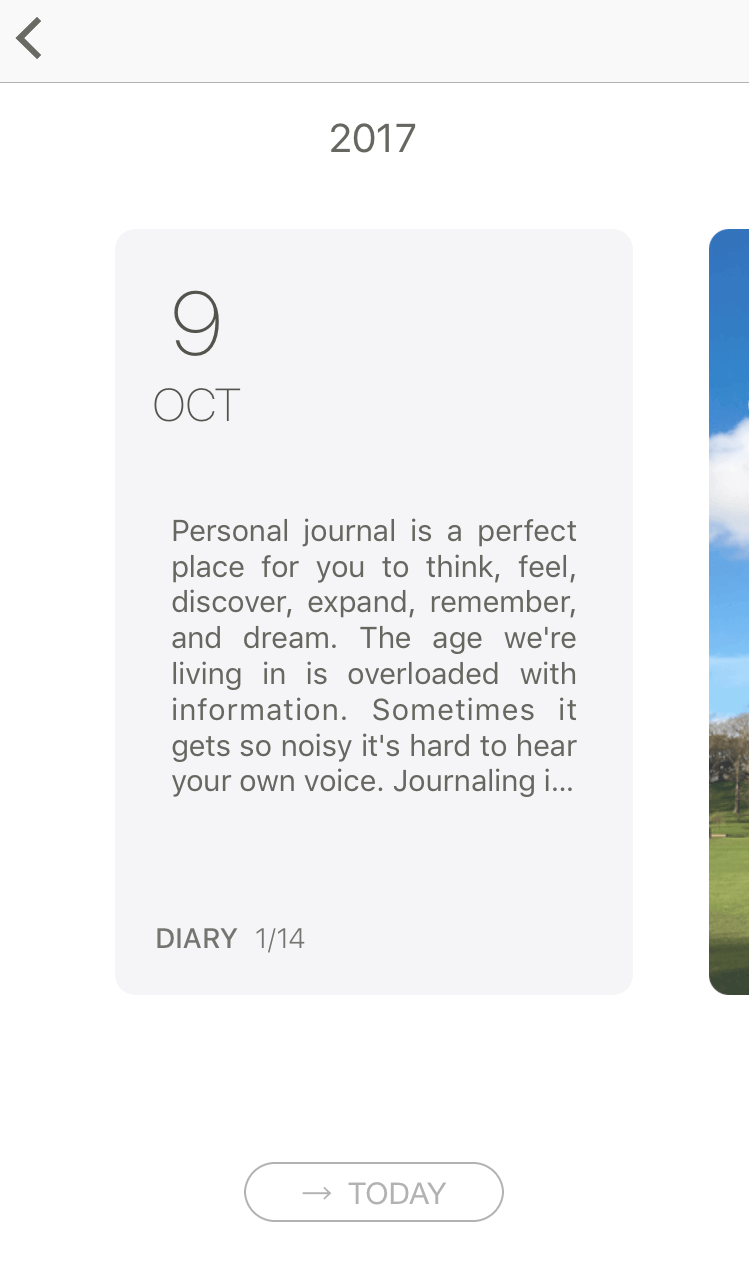 2017
9
OCT
Personal journal is a perfect
place for you to think, feel,
discover, expand, remember,
and dream. The age we're
living in is overloaded with
information. Sometimes it
gets so noisy it's hard to hear
your own voice. Journaling i...
DIARY 1/14
→ TODAY